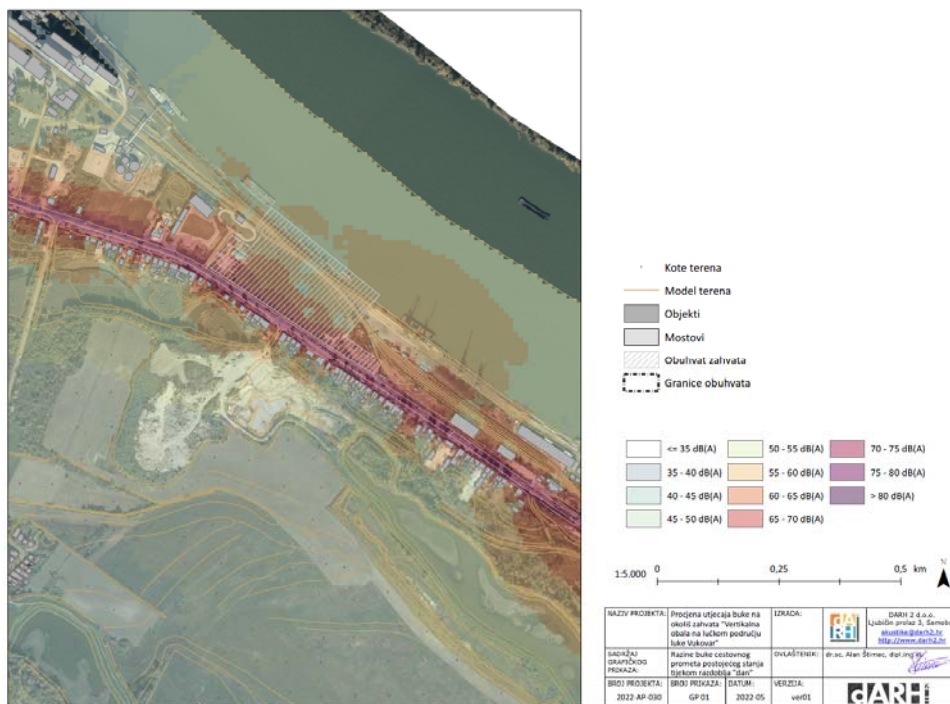 Kote terena
Model terena
Objekti
Mostovi
Obuhvat zahvata
Granice obuhvata
<= 35 dB(A)
50 - 55 dB(A)
70 - 75 dB(A)
35 - 40 dB(A)
55 - 60 dB(A)
75 - 80 dB(A)
40 - 45 dB(A)
60 - 65 dB(A)
> 80 dB(A)
45 - 50 dB(A)
65 - 70 dB(A)
1:5.000
0
0,25
0,5 km
N
NAZIV PROJEKTA:
Procjena utjecaja buke na
okoliš zahvata "Vertikalna
obala na lučkom području
luke Vukovar"
IZRADA:
dA
RH
DARH 2 d.o.o.
Ljubičin prolaz 3, Samobor
akustika@darh2.hr
http://www.darh2.hr
SADRŽAJ
GRAFIČKOG
PRIKAZA:
Razine buke cestovnog
prometa postojećeg stanja
tijekom razdoblja "dan"
OVLAŠTENIK:
dr.sc. Alan Štimac, dipl.ing.
BROJ PROJEKTA:
2022-AP-030
BROJ PRIKAZA:
GP 01
DATUM:
2022-05
VERZIJA:
ver01
dARH